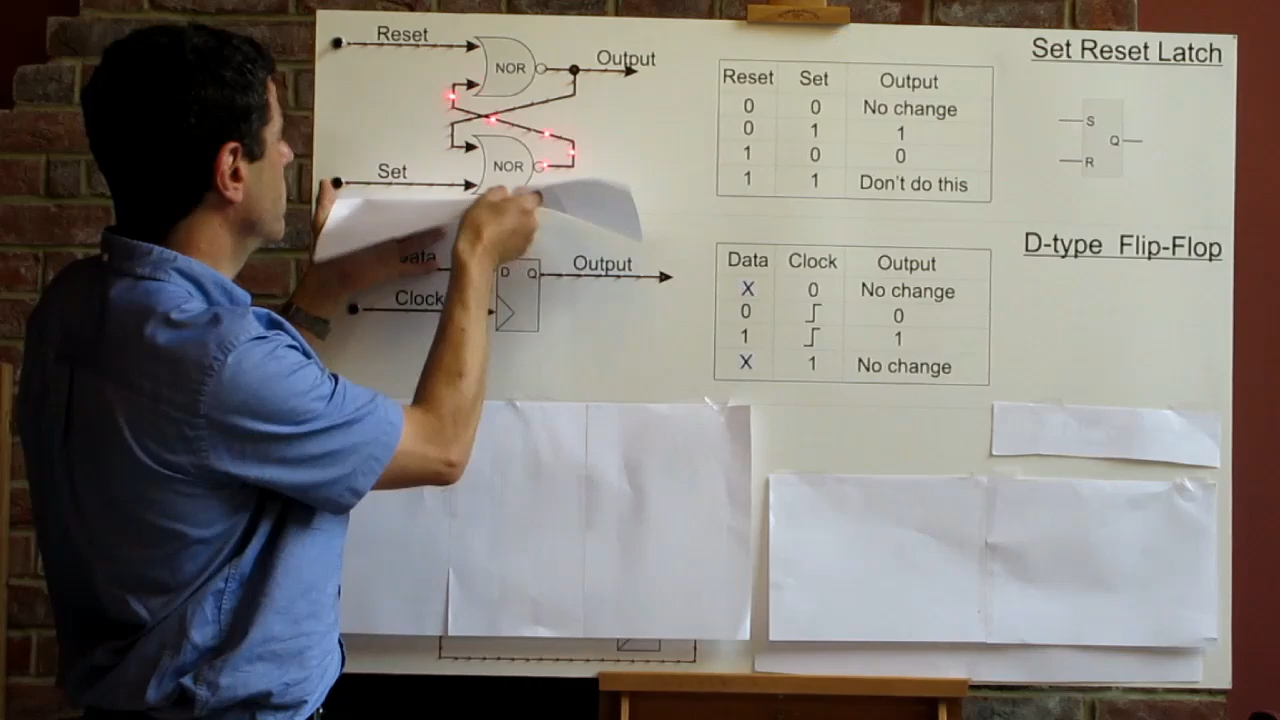 Reset
NOR
Output
Set
NOR
Set Reset Latch
Reset Set Output
0 0 No change
0 1 1
1 0 0
1 1 Don't do this
S
Q
R
D-type Flip-Flop
D Q
Output
Clock
Data Clock Output
X 0 No change
0 0
1 1
X 1 No change